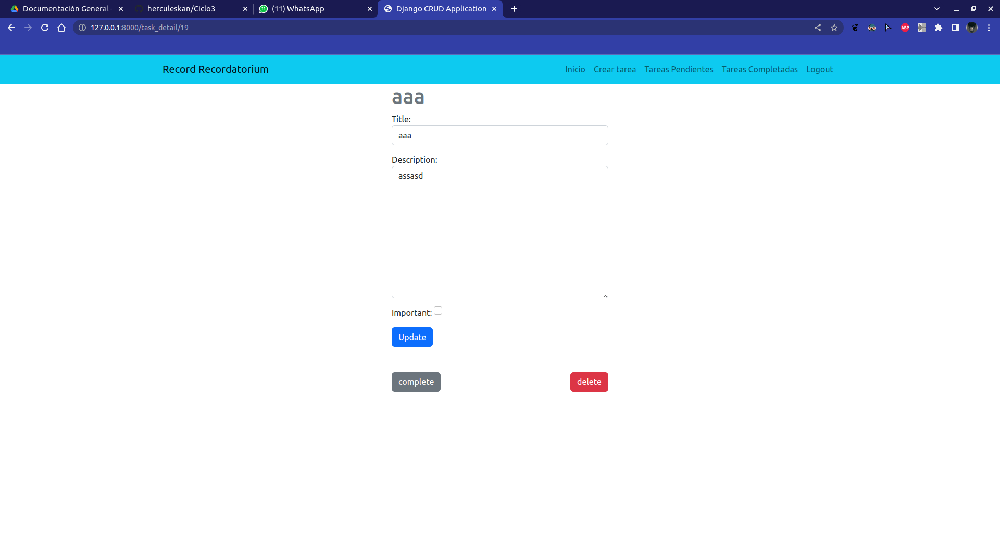 Documentación General -
herculeskan/Ciclo3
(11) WhatsApp
Django CRUD Application
127.0.0.1:8000/task_detail/19
ABP
Record Recordatorium
Inicio Crear tarea Tareas Pendientes Tareas Completadas Logout
aaa
Title:
aaa
Description:
assasd
Important:
Update
complete delete